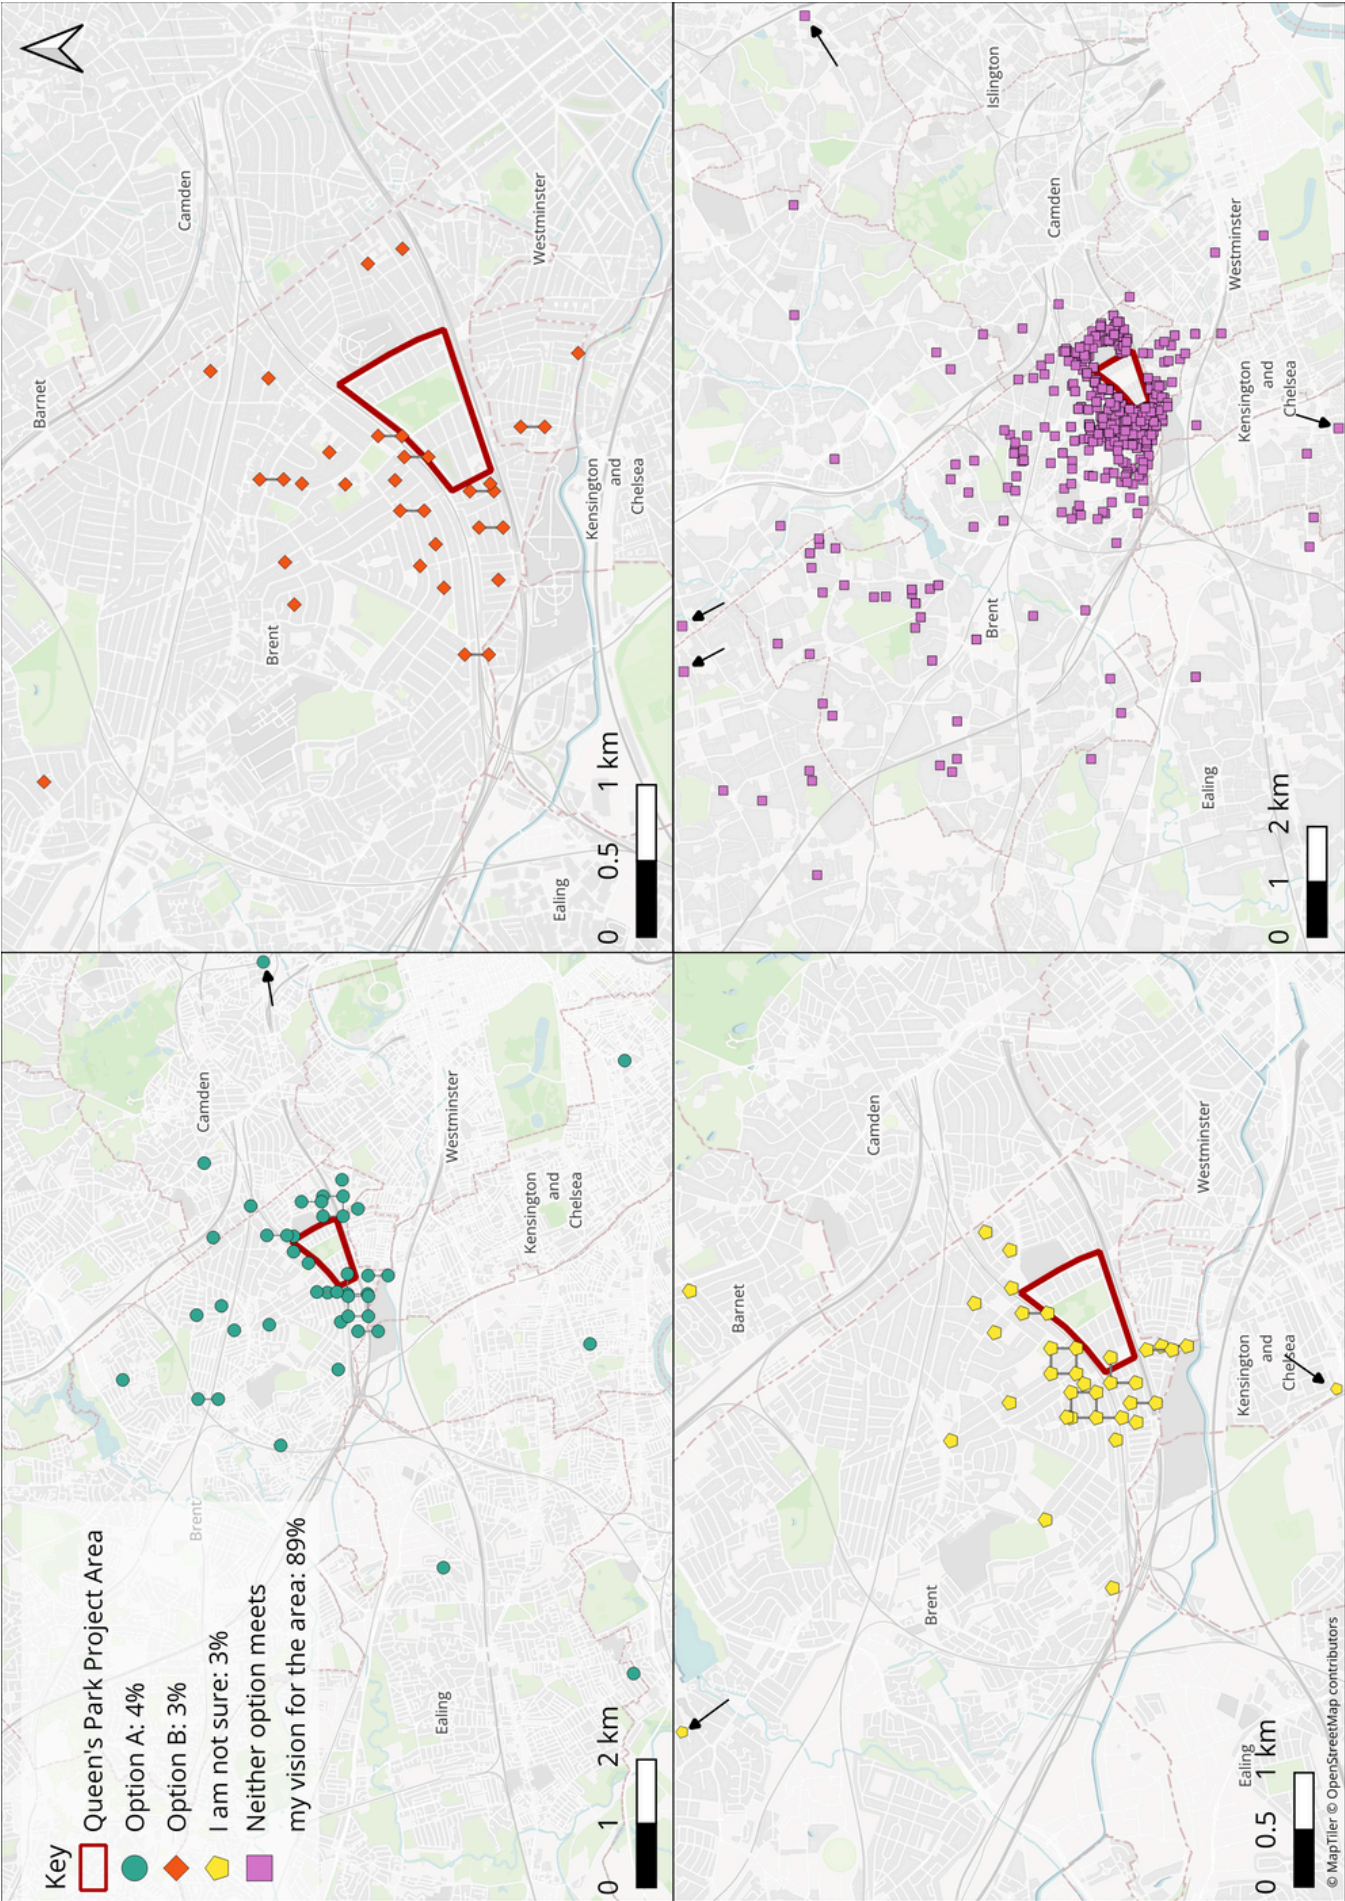 Key
Queen's Park Project Area
Option A: 4%
Option B: 3%
I am not sure: 3%
Neither option meets
my vision for the area: 89%
Brent
Camden
Ealing
Westminster
Kensington
and
Chelsea
0 1 2 km
Barnet
Camden
Brent
Westminster
Ealing
Kensington
and
Chelsea
0 0.5 1 km
Barnet
Camden
Brent
Westminster
Ealing
Kensington
and
Chelsea
0 0.5 1 km
© MapTiler © OpenStreetMap contributors
Islington
Camden
Brent
Westminster
Ealing
Kensington
and
Chelsea
0 1 2 km